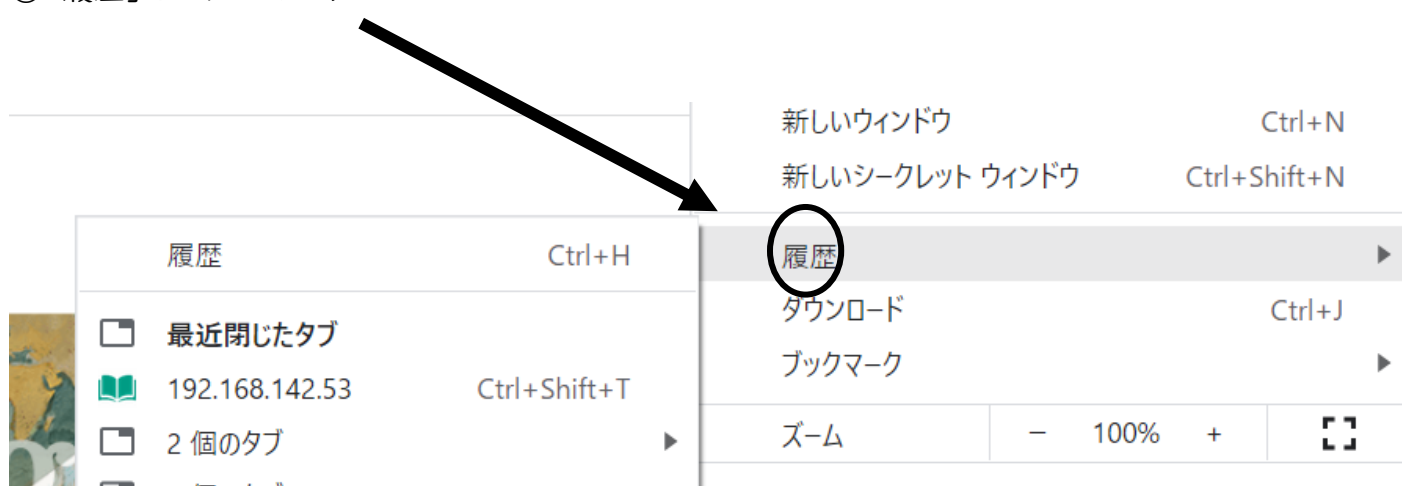 履歴」
新しいウィンドウ Ctrl+N
新しいシークレット ウィンドウ Ctrl+Shift+N
履歴 Ctrl+H
最近閉じたタブ
192.168.142.53 Ctrl+Shift+T
2 個のタブ
履歴
ダウンロード Ctrl+J
ブックマーク
ズーム − 100% +